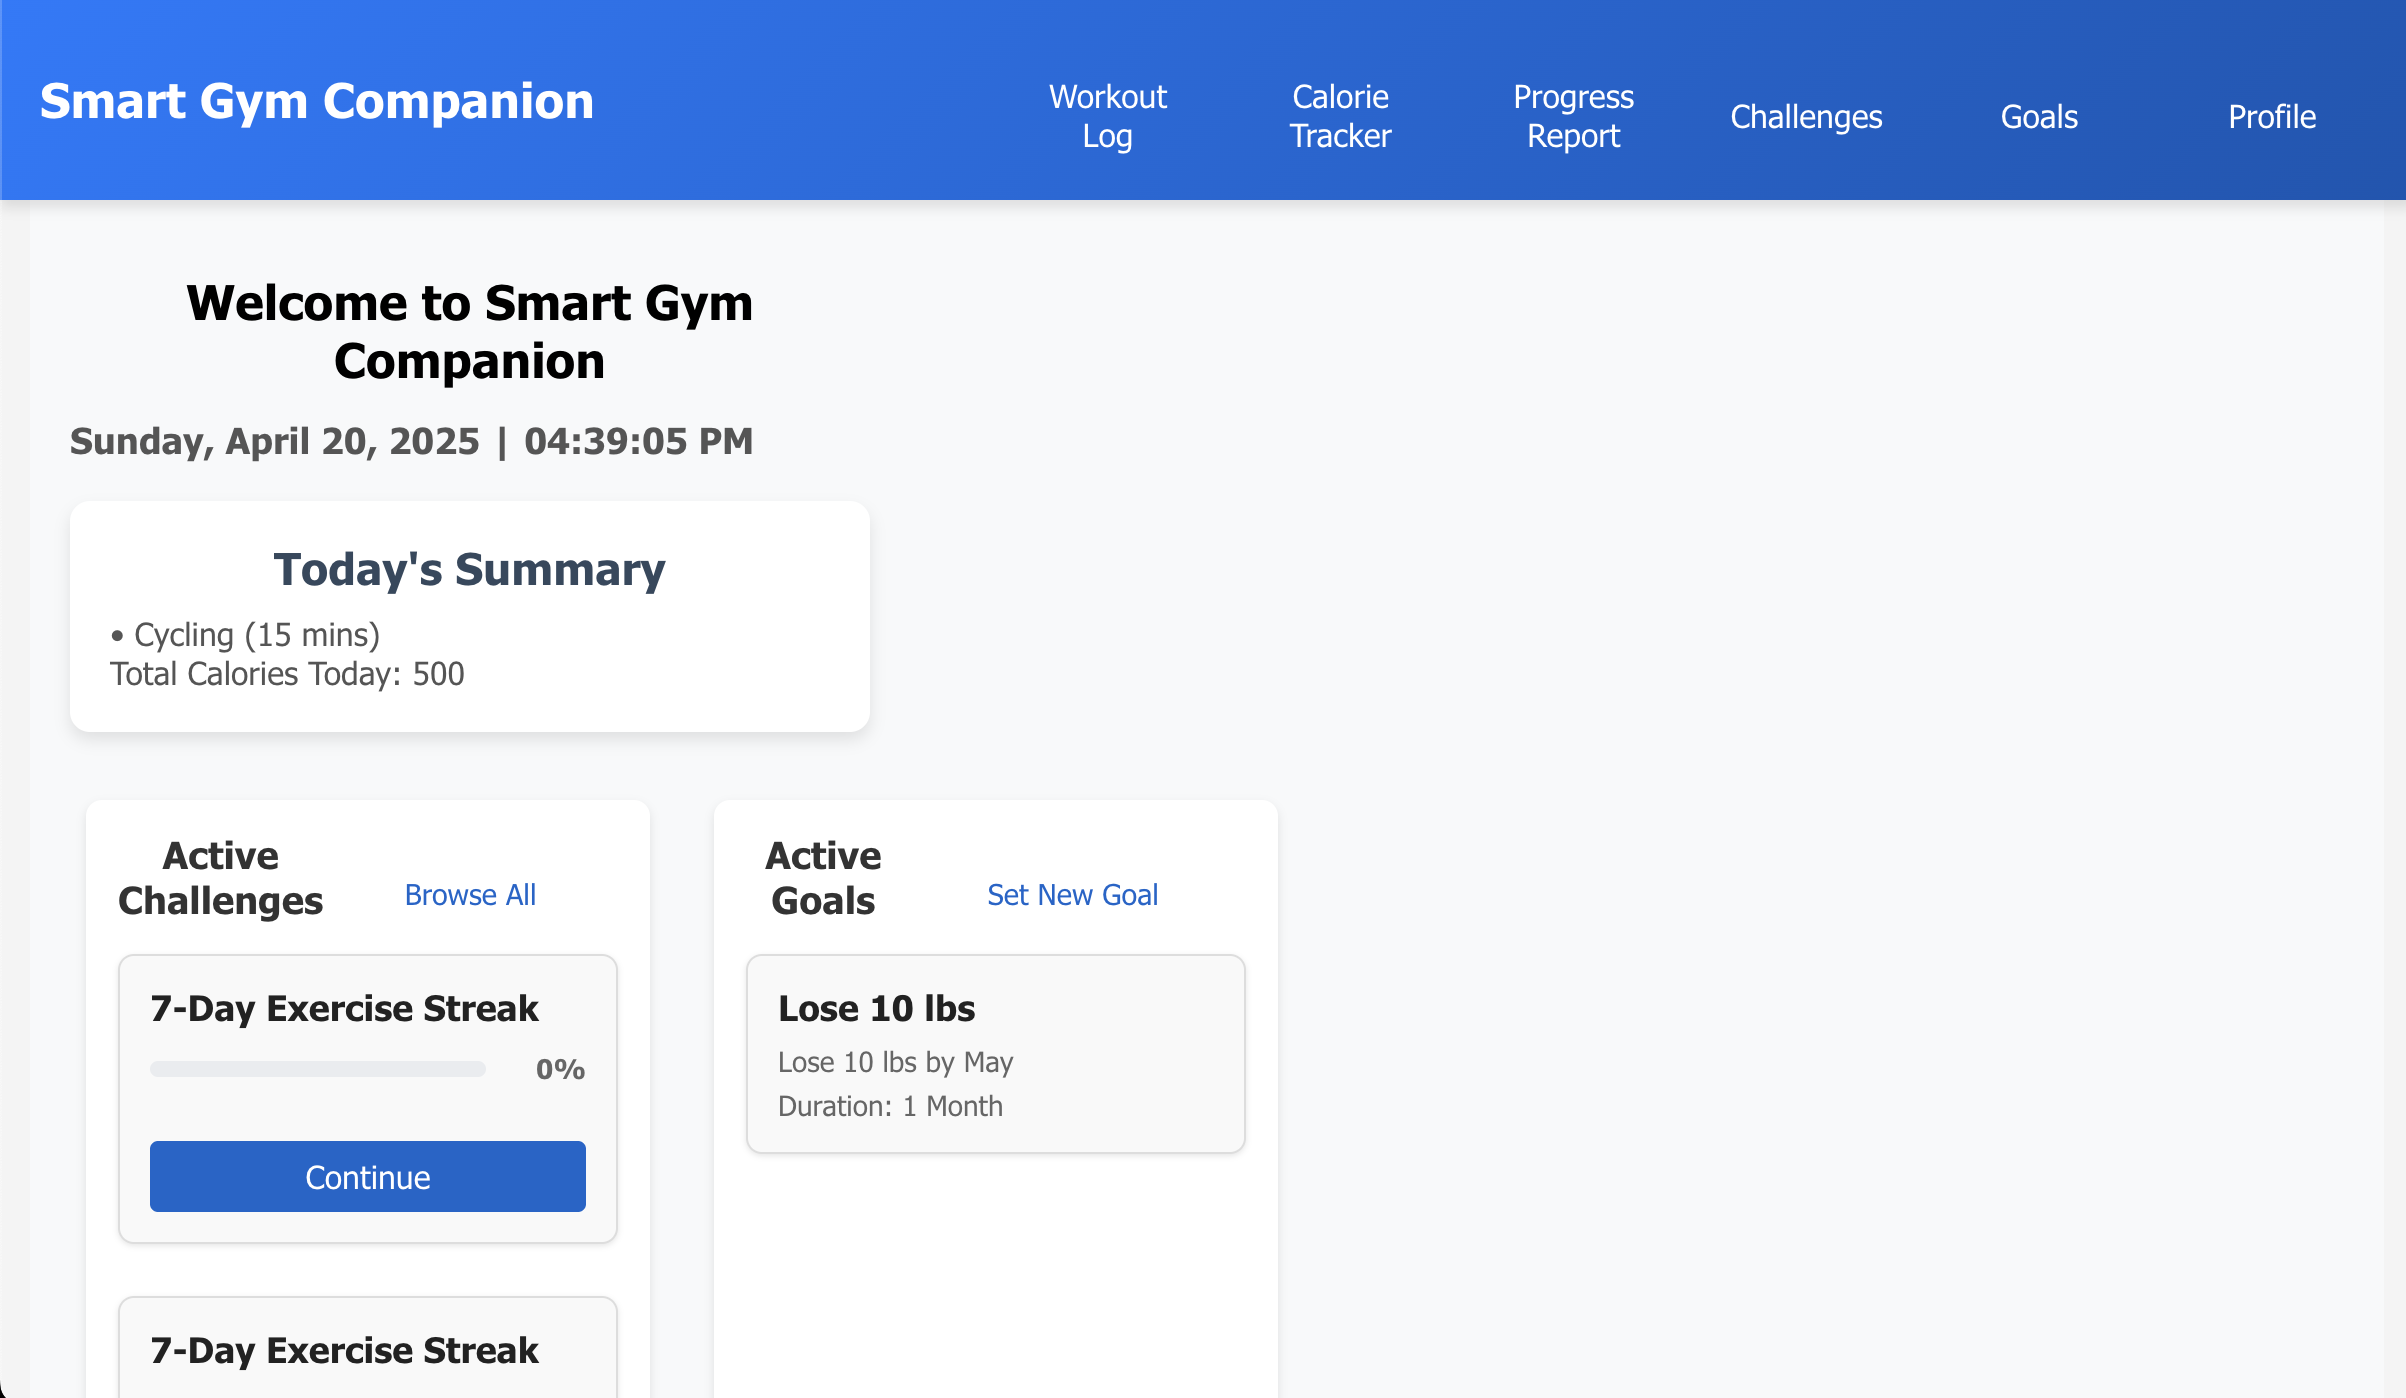 Smart Gym Companion
Workout
Log
Calorie
Tracker
Progress
Report
Challenges
Goals
Profile
Welcome to Smart Gym
Companion
Sunday, April 20, 2025 | 04:39:05 PM
Today's Summary
• Cycling (15 mins)
Total Calories Today: 500
Active
Challenges
Browse All
7-Day Exercise Streak
0%
Continue
7-Day Exercise Streak
Active
Goals
Set New Goal
Lose 10 lbs
Lose 10 lbs by May
Duration: 1 Month